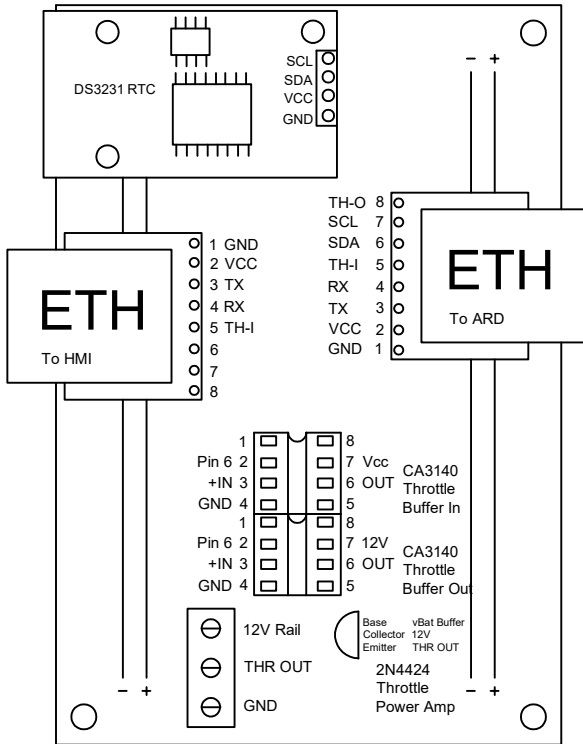 DS3231 RTC
SCL
SDA
VCC
GND
- +
1 GND
2 VCC
3 TX
4 RX
5 TH-I
6
7
8
ETH
To HMI
TH-O 8
SCL 7
SDA 6
TH-I 5
RX 4
TX 3
VCC 2
GND 1
ETH
To ARD
1 8
Pin 6 2 7 Vcc
+IN 3 6 OUT
GND 4 5
CA3140
Throttle
Buffer In
1 8
Pin 6 2 7 12V
+IN 3 6 OUT
GND 4 5
CA3140
Throttle
Buffer Out
12V Rail
THR OUT
GND
Base vBat Buffer
Collector 12V
Emitter THR OUT
2N4424
Throttle
Power Amp
- +
- +